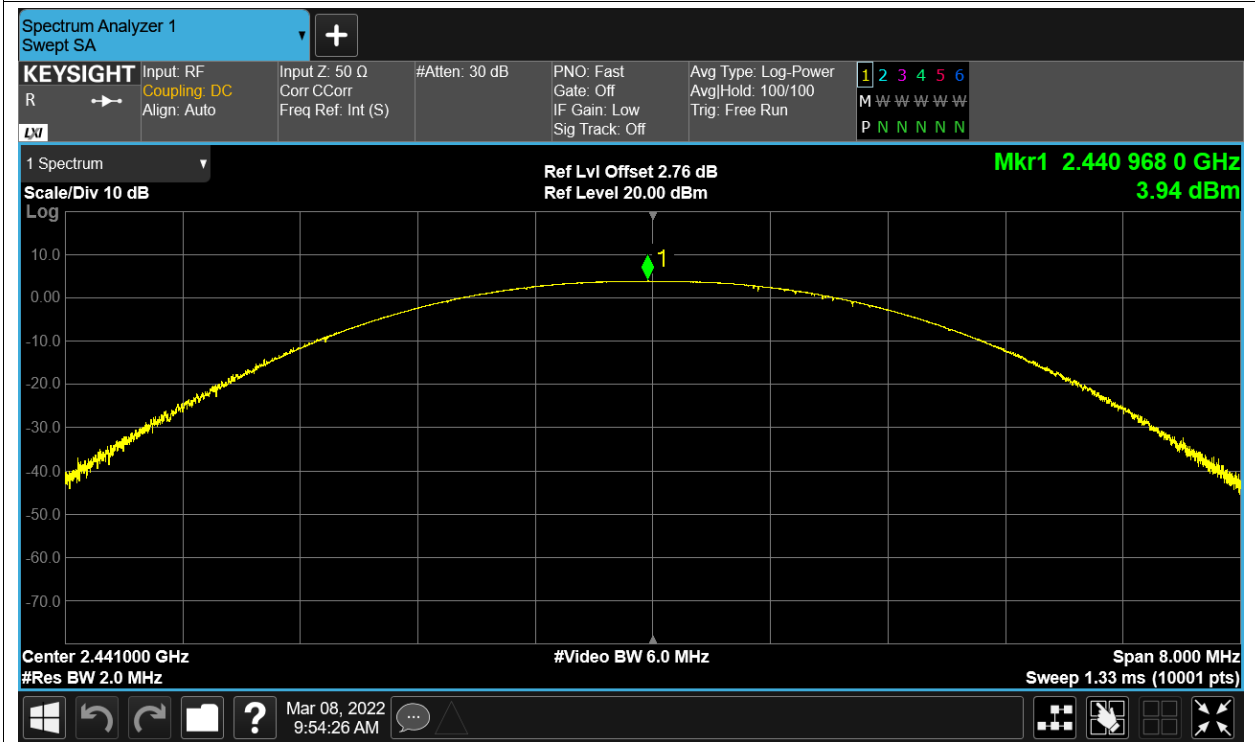 Spectrum Analyzer 1
Swept SA
KEYSIGHT
R
LXI
Input: RF
Coupling: DC
Align: Auto
Input Z: 50 Ω
Corr CCorr
Freq Ref: Int (S)
#Atten: 30 dB
PNO: Fast
Gate: Off
IF Gain: Low
Sig Track: Off
Avg Type: Log-Power
Avg|Hold: 100/100
Trig: Free Run
1 2 3 4 5 6
M W W W W W
P N N N N N
1 Spectrum
Scale/Div 10 dB
Ref Lvl Offset 2.76 dB
Ref Level 20.00 dBm
Mkr1 2.440 968 0 GHz
3.94 dBm
Log
10.0
0.00
-10.0
-20.0
-30.0
-40.0
-50.0
-60.0
-70.0
1
Center 2.441000 GHz
#Res BW 2.0 MHz
#Video BW 6.0 MHz
Span 8.000 MHz
Sweep 1.33 ms (10001 pts)
?
Mar 08, 2022
9:54:26 AM